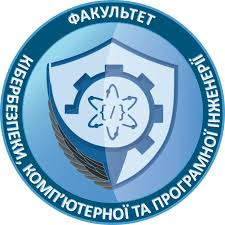 ФАКУЛЬТЕТ
КІБЕРБЕЗПЕКИ, КОМП'ЮТЕРНОЇ ТА ПРОГРАМНОЇ ІНЖЕНЕРІЇ